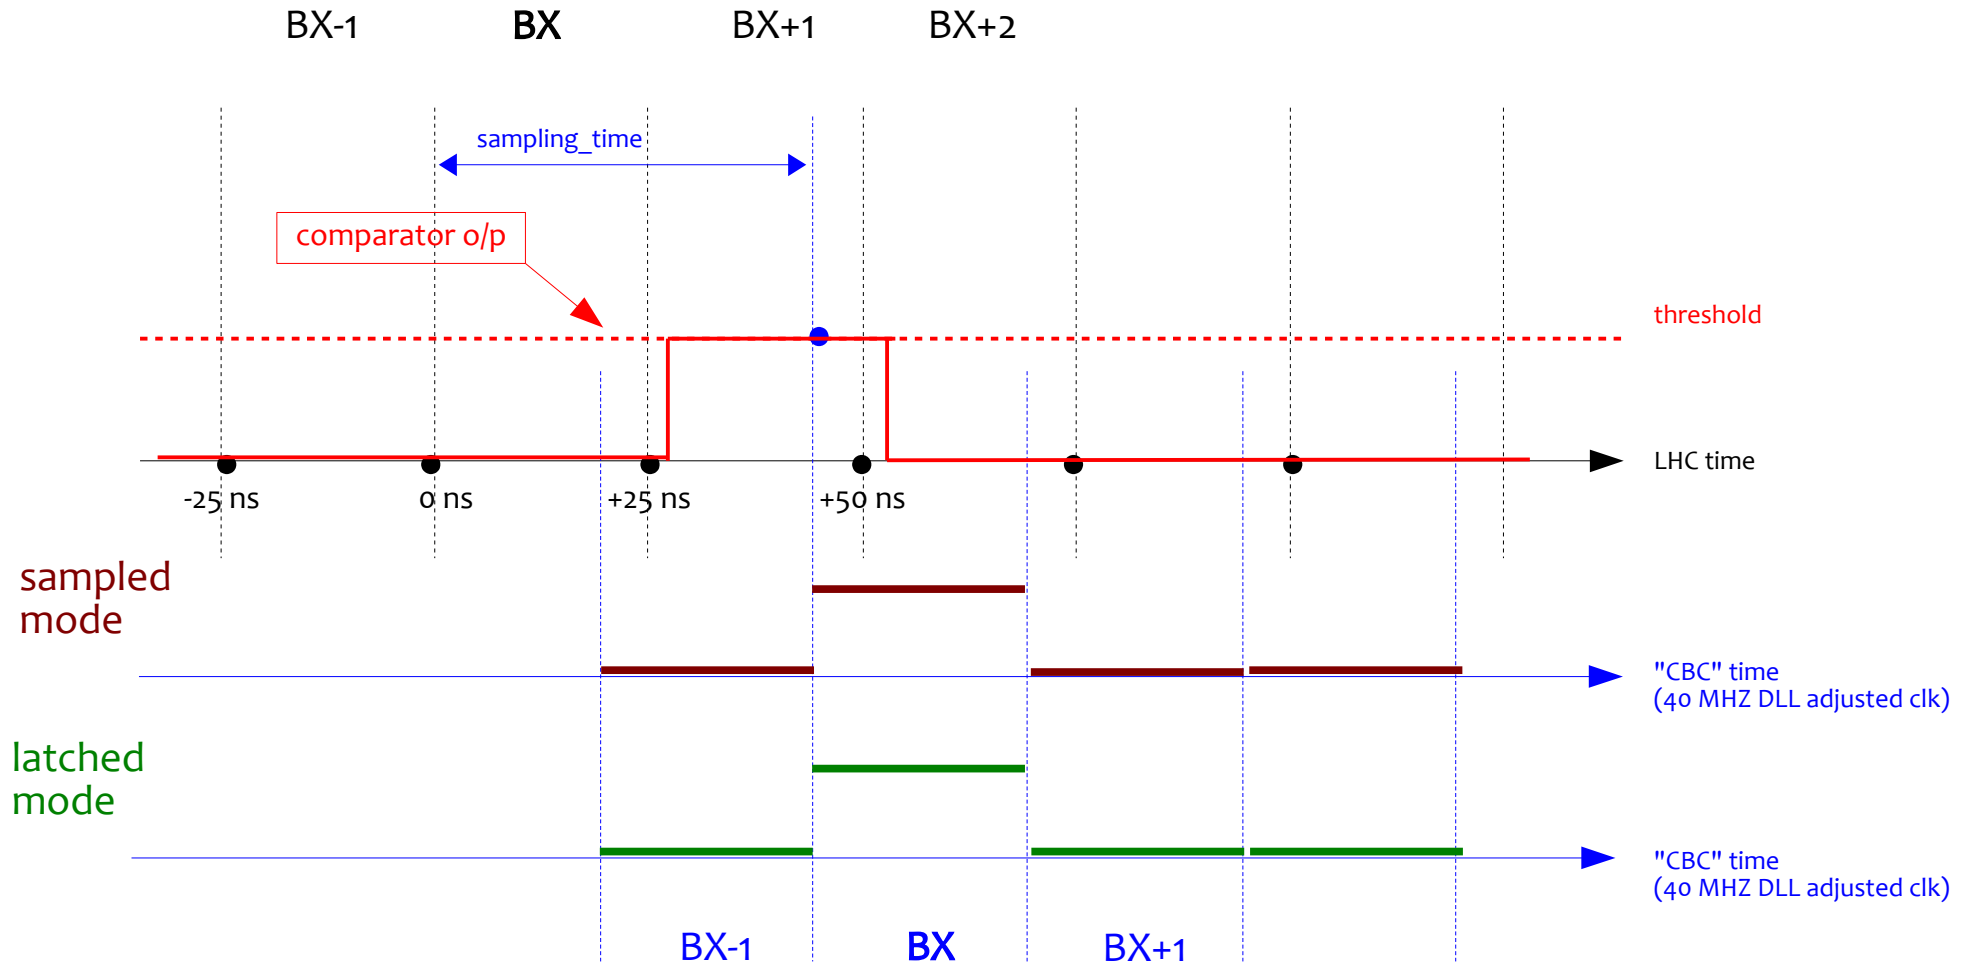 BX-1 BX BX+1 BX+2
sampling_time
comparator o/p
threshold
LHC time
-25 ns 0 ns +25 ns +50 ns
sampled
mode
"CBC" time
(40 MHZ DLL adjusted clk)
latched
mode
"CBC" time
(40 MHZ DLL adjusted clk)
BX-1 BX BX+1